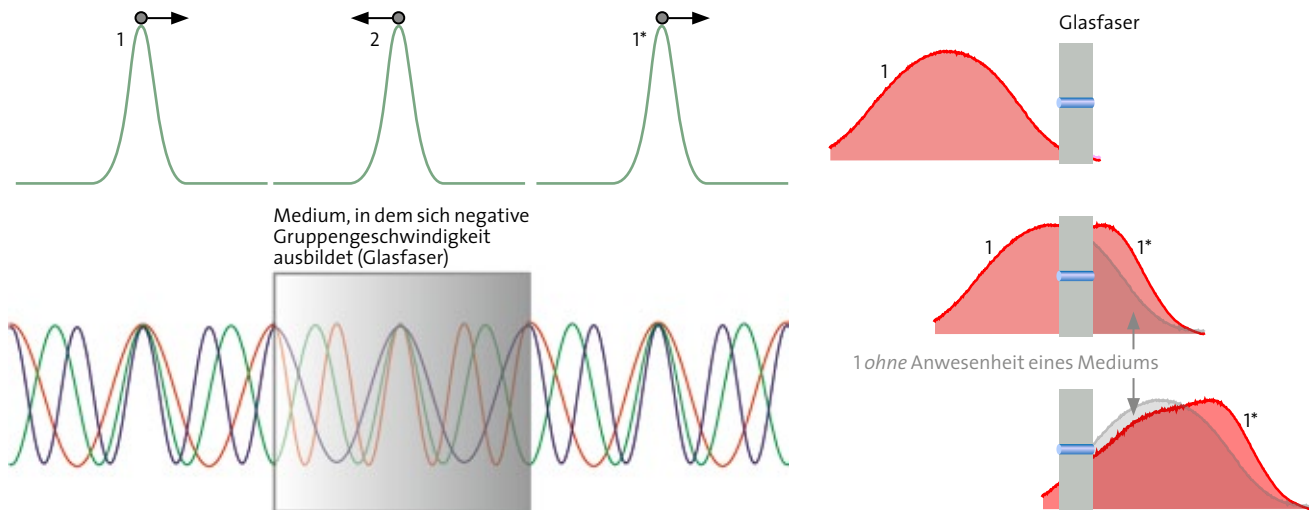 1
2
1*
Medium, in dem sich negative
Gruppengeschwindigkeit
ausbildet (Glasfaser)
Glasfaser
1
1
1*
1 ohne Anwesenheit eines Mediums
1*